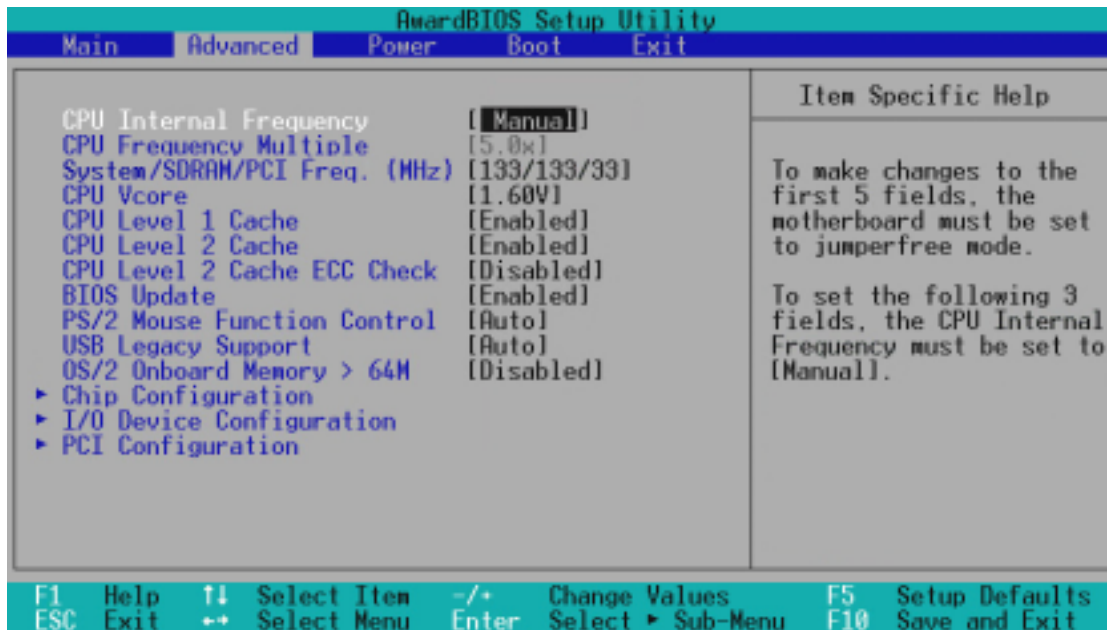 AwardBIOS Setup Utility
Main Advanced Power Boot Exit
Item Specific Help
CPU Internal Frequency [ Manual]
CPU Frequency Multiple [5.0x]
System/SDRAM/PCI Freq. (MHz) [133/133/33]
CPU Vcore [1.60V]
CPU Level 1 Cache [Enabled]
CPU Level 2 Cache [Enabled]
CPU Level 2 Cache ECC Check [Disabled]
BIOS Update [Enabled]
PS/2 Mouse Function Control [Auto]
USB Legacy Support [Auto]
OS/2 Onboard Memory > 64M [Disabled]
► Chip Configuration
► I/O Device Configuration
► PCI Configuration
To make changes to the
first 5 fields, the
motherboard must be set
to jumperfree mode.
To set the following 3
fields, the CPU Internal
Frequency must be set to
[Manual].
F1 Help ↑↓ Select Item -/+ Change Values F5 Setup Defaults
ESC Exit ←→ Select Menu Enter Select ► Sub-Menu F10 Save and Exit